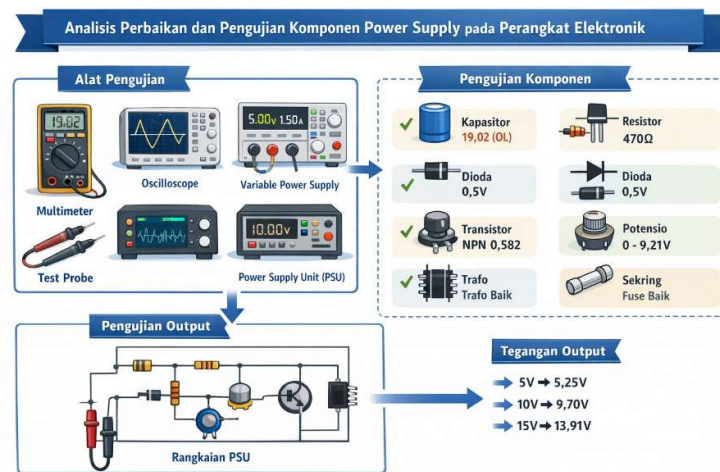 Analisis Perbaikan dan Pengujian Komponen Power Supply pada Perangkat Elektronik
Alat Pengujian
19.02
5.00v 1.50A
Multimeter
Oscilloscope
Variable Power Supply
10.00v
Test Probe
Power Supply Unit (PSU)
Pengujian Komponen
Kapasitor
19,02 (OL)
Resistor
470Ω
Dioda
0,5V
Dioda
0,5V
Transistor
NPN 0,582
Potensio
0 - 9,21V
Trafo
Trafo Baik
Sekring
Fuse Baik
Pengujian Output
Rangkaian PSU
Tegangan Output
5V → 5,25V
10V → 9,70V
15V → 13,91V